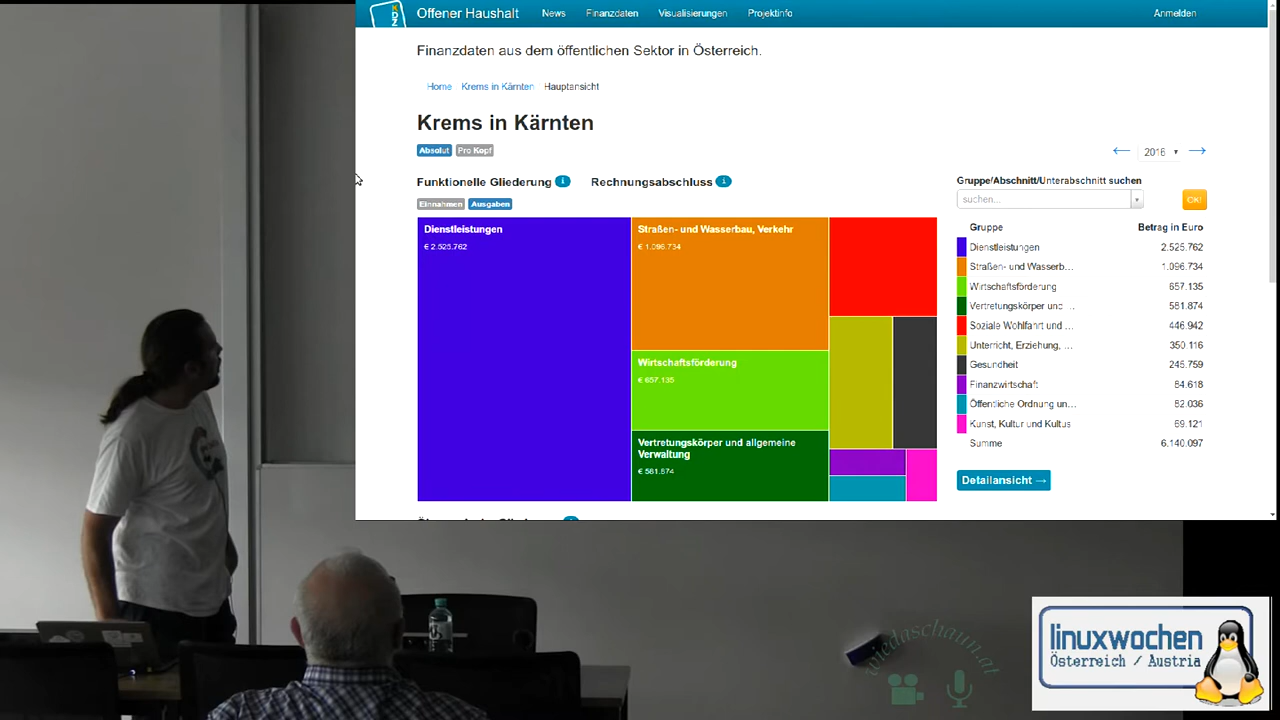 KDZ
Offener Haushalt News Finanzdaten Visualisierungen Projektinfo Anmelden
Finanzdaten aus dem öffentlichen Sektor in Österreich.
Home Krems in Kärnten Hauptansicht
Krems in Kärnten
Absolut Pro Kopf
← 2016 →
Funktionelle Gliederung i Rechnungsabschluss i
Einnahmen Ausgaben
Dienstleistungen
€ 2.525.762
Straßen- und Wasserbau, Verkehr
€ 1.096.734
Wirtschaftsförderung
€ 657.135
Vertretungskörper und allgemeine
Verwaltung
€ 581.874
Gruppe/Abschnitt/Unterabschnitt suchen
suchen... OK!
Gruppe Betrag in Euro
Dienstleistungen 2.525.762
Straßen- und Wasserb... 1.096.734
Wirtschaftsförderung 657.135
Vertretungskörper und ... 581.874
Soziale Wohlfahrt und ... 446.942
Unterricht, Erziehung, ... 350.116
Gesundheit 245.759
Finanzwirtschaft 84.618
Öffentliche Ordnung un... 82.036
Kunst, Kultur und Kultus 69.121
Summe 6.140.097
Detailansicht →
wiedaschaun.at
linuxwochen
Österreich / Austria